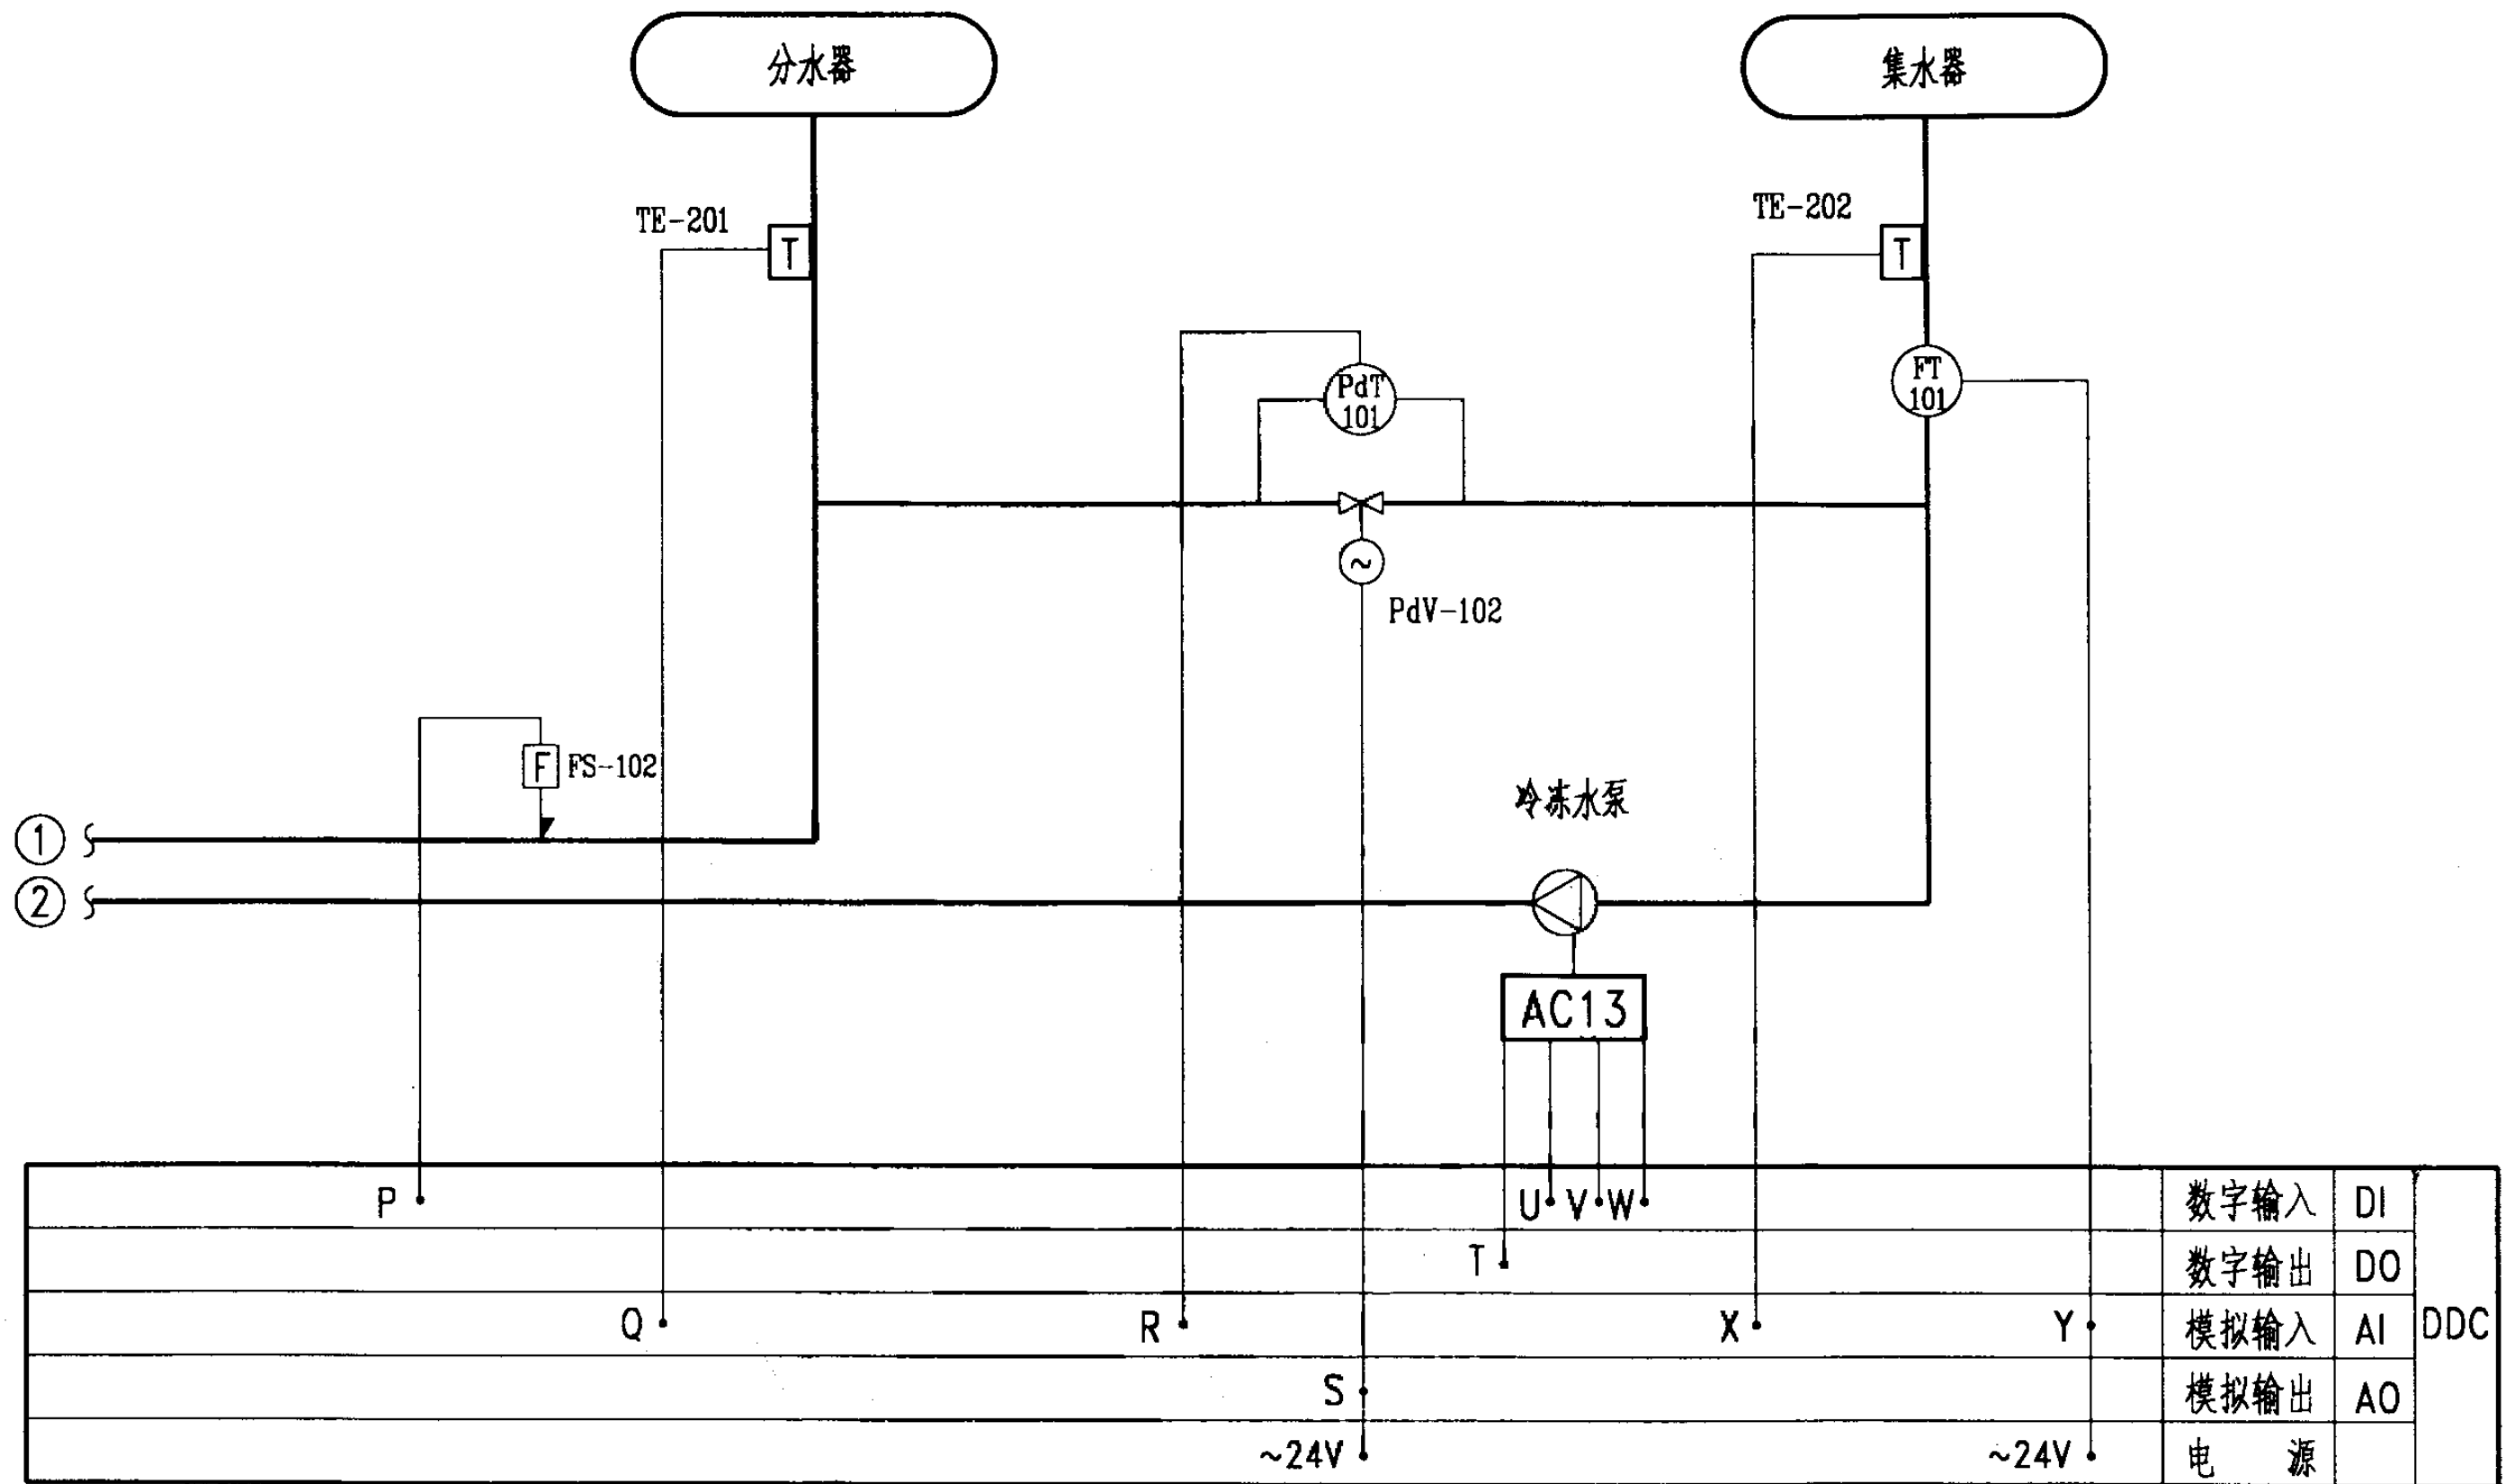 分水器
集水器
TE-201
T
TE-202
T
PdT
101
FT
101
~
PdV-102
F
FS-102
冷冻水泵
1
2
AC13
P
U
V
W
数字输入
DI
T
数字输出
DO
Q
R
X
Y
模拟输入
AI
DDC
S
模拟输出
AO
~24V
~24V
电 源